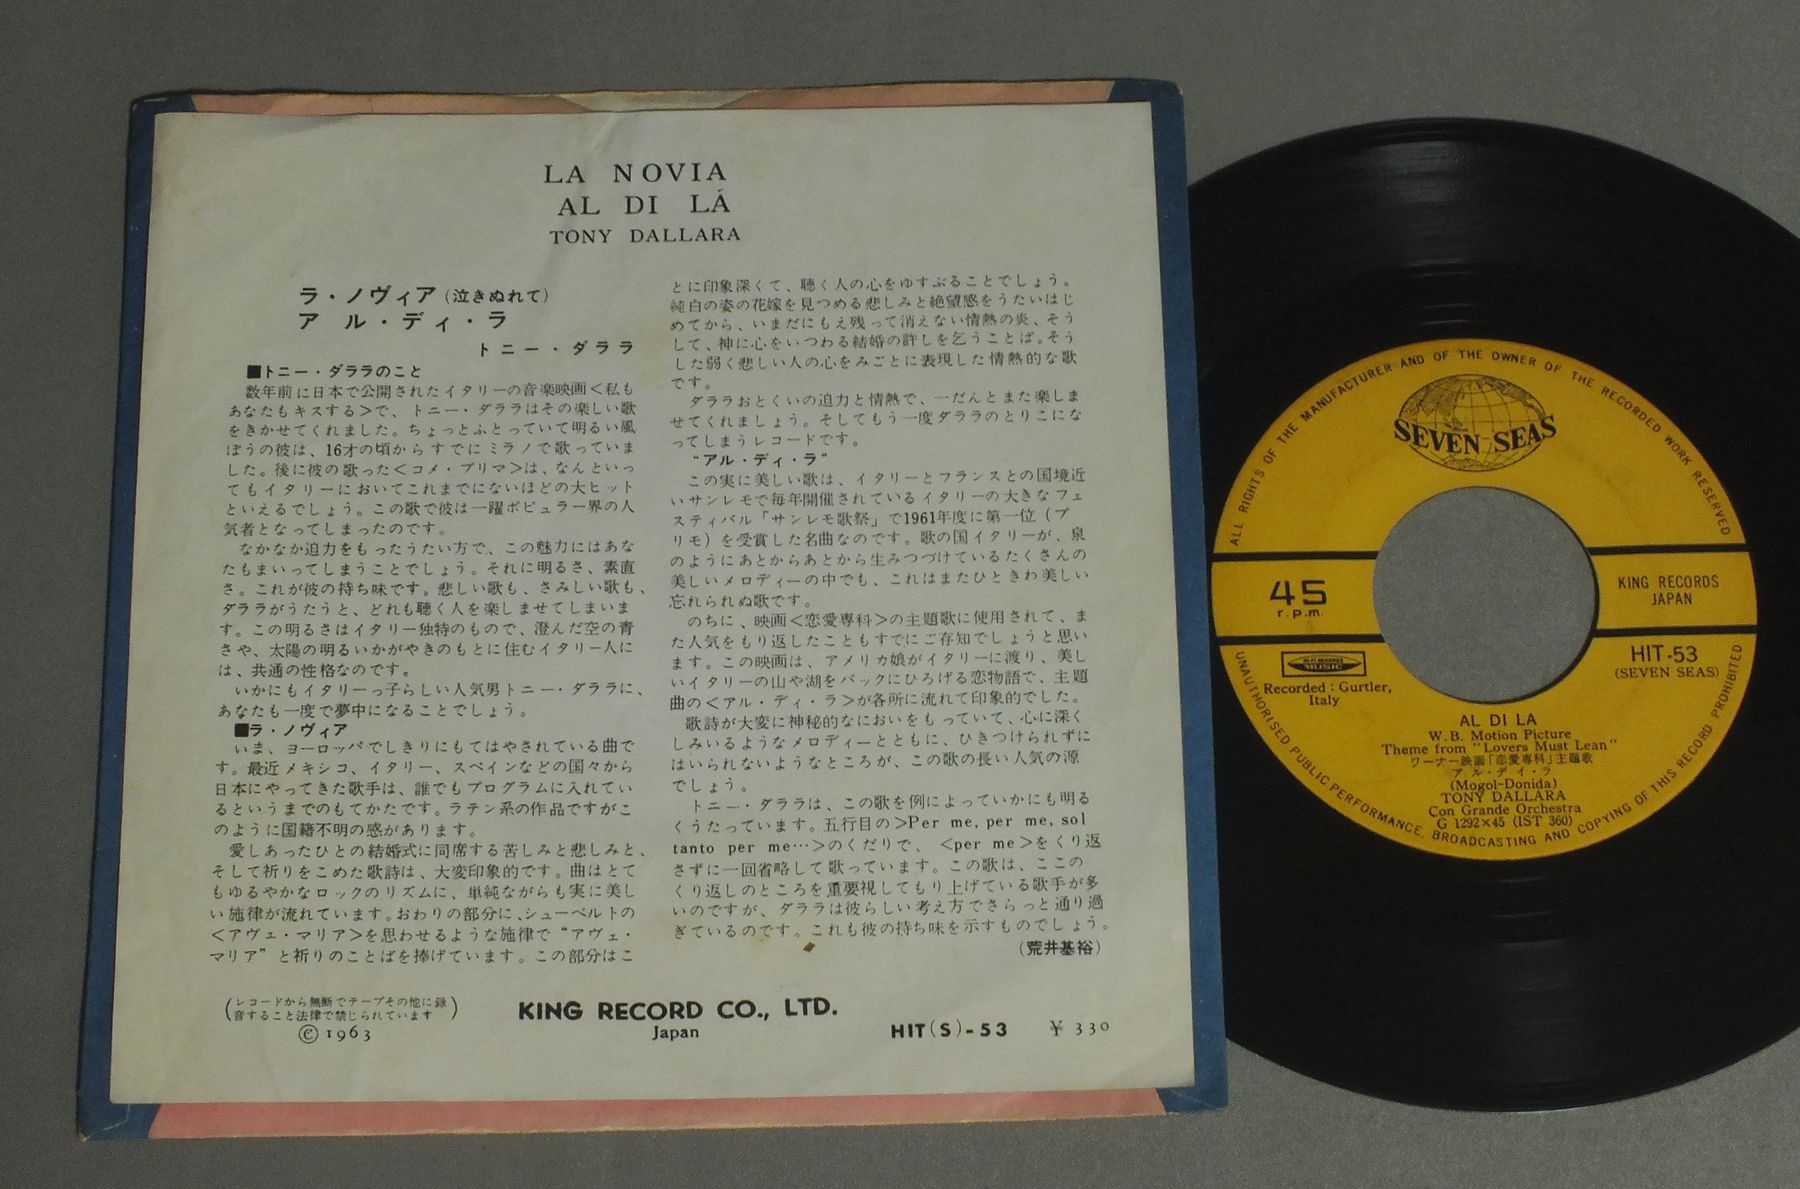 LA NOVIA
AL DI LÁ
TONY DALLARA
ラ・ノヴィア(泣きぬれて)
アル・ディ・ラ
トニー・ダララ
■トニー・ダララのこと
数年前に日本で公開されたイタリーの音楽映画<私も
あなたもキスする>で、トニー・ダララはその楽しい歌
をきかせてくれました。ちょっとふとっていて明るい風
ぼうの彼は、16才の頃からすでにミラノで歌っていま
した。後に彼の歌った<コメ・プリマ>は、なんといっ
てもイタリーにおいてこれまでにないほどの大ヒット
といえるでしょう。この歌で彼は一躍ポピュラー界の人
気者となってしまったのです。
なかなか迫力をもったうたい方で、この魅力にはあな
たもまいってしまうことでしょう。それに明るさ、素直
さ。これが彼の持ち味です。悲しい歌も、さみしい歌も、
ダララがうたうと、どれも聴く人を楽しませてしまいま
す。この明るさはイタリー独特のもので、澄んだ空の青
さや、太陽の明るいかがやきのもとに住むイタリー人に
は、共通の性格なのです。
いかにもイタリーっ子らしい人気男トニー・ダララに、
あなたも一度で夢中になることでしょう。
■ラ・ノヴィア
いま、ヨーロッパでしきりにもてはやされている曲で
す。最近メキシコ、イタリー、スペインなどの国々から
日本にやってきた歌手は、誰でもプログラムに入れてい
るというまでのもてかたです。ラテン系の作品ですがこ
のように国籍不明の感があります。
愛しあったひとの結婚式に同席する苦しみと悲しみと、
そして祈りをこめた歌詩は、大変印象的です。曲はとて
もゆるやかなロックのリズムに、単純ながらも実に美し
い施律が流れています。おわりの部分に、シューベルトの
<アヴェ・マリア>を思わせるような施律で“アヴェ・
マリア”と祈りのことばを捧げています。この部分はこ
とに印象深くて、聴く人の心をゆすぶることでしょう。
純白の姿の花嫁を見つめる悲しみと絶望感をうたいはじ
めてから、いまだにもえ残って消えない情熱の炎、そう
して、神に心をいつわる結婚の許しを乞うことば。そう
した弱く悲しい人の心をみごとに表現した情熱的な歌
です。
ダララおとくいの迫力と情熱で、一だんとまた楽しま
せてくれましょう。そしてもう一度ダララのとりこにな
ってしまうレコードです。
“アル・ディ・ラ”
この実に美しい歌は、イタリーとフランスとの国境近
いサンレモで毎年開催されているイタリーの大きなフェ
スティバル「サンレモ歌祭」で1961年度に第一位(プ
リモ)を受賞した名曲なのです。歌の国イタリーが、泉
のようにあとからあとから生みつづけているたくさんの
美しいメロディーの中でも、これはまたひときわ美しい
忘れられぬ歌です。
のちに、映画<恋愛専科>の主題歌に使用されて、ま
た人気をもり返したこともすでにご存知でしょうと思い
ます。この映画は、アメリカ娘がイタリーに渡り、美し
いイタリーの山や湖をバックにひろげる恋物語で、主題
曲の<アル・ディ・ラ>が各所に流れて印象的でした。
歌詩が大変に神秘的なにおいをもっていて、心に深く
しみいるようなメロディーとともに、ひきつけられずに
はいられないようなところが、この歌の長い人気の源
でしょう。
トニー・ダララは、この歌を例によっていかにも明る
くうたっています。五行目の>Per me, per me, sol
tanto per me…>のくだりで、<per me>をくり返
さずに一回省略して歌っています。この歌は、ここの
くり返しのところを重要視してもり上げている歌手が多
いのですが、ダララは彼らしい考え方でさらっと通り過
ぎているのです。これも彼の持ち味を示すものでしょう。
(荒井基裕)
(レコードから無断でテープその他に録
音すること法律で禁じられています)
© 1963
KING RECORD CO., LTD.
Japan
HIT(S)-53 ¥330
ALL RIGHTS OF THE MANUFACTURER AND OF THE OWNER OF THE RECORDED WORK RESERVED
SEVEN SEAS
45
r.p.m.
KING RECORDS
JAPAN
HIT-53
(SEVEN SEAS)
MUSIC
Recorded : Gurtler,
Italy
AL DI LA
W.B. Motion Picture
Theme from "Lovers Must Lean"
ワーナー映画「恋愛専科」主題歌
アル・デイ・ラ
(Mogol-Donida)
TONY DALLARA
Con Grande Orchestra
G 1292×45 (IST 360)
UNAUTHORISED PUBLIC PERFORMANCE, BROADCASTING AND COPYING OF THIS RECORD PROHIBITED